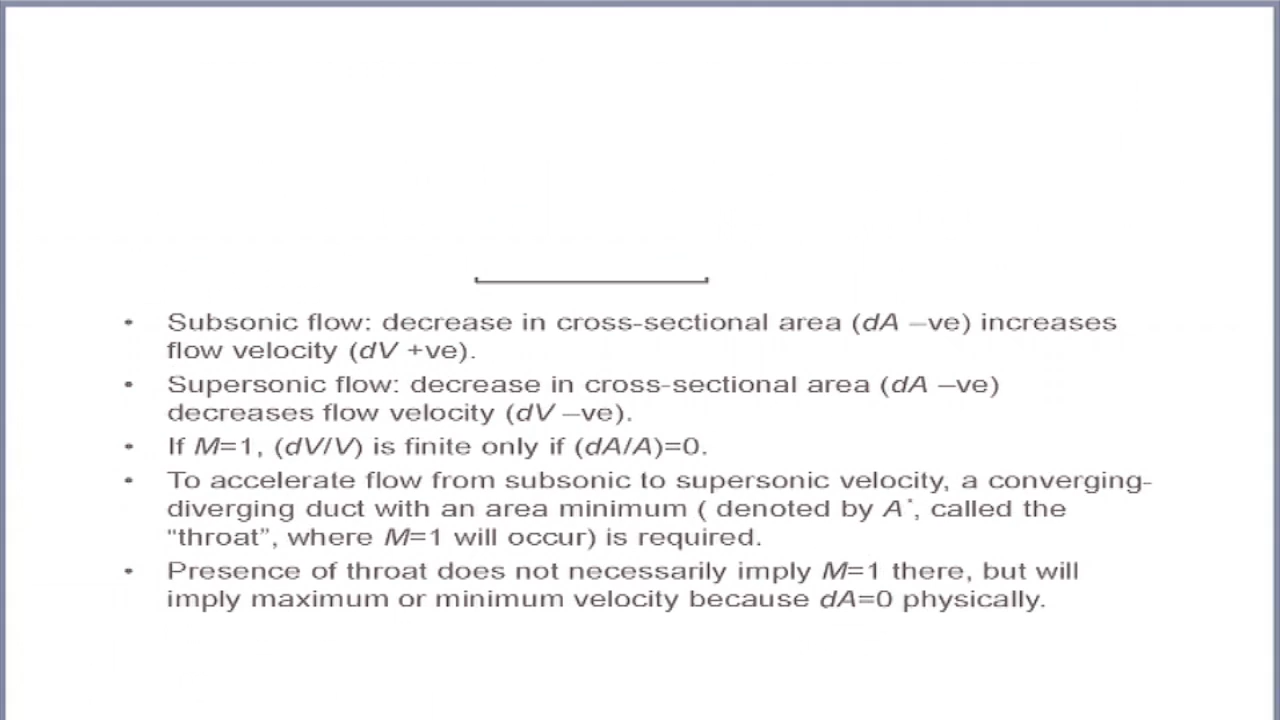 • Subsonic flow: decrease in cross-sectional area (dA –ve) increases
flow velocity (dV +ve).
• Supersonic flow: decrease in cross-sectional area (dA –ve)
decreases flow velocity (dV –ve).
• If M=1, (dV/V) is finite only if (dA/A)=0.
• To accelerate flow from subsonic to supersonic velocity, a converging-
diverging duct with an area minimum ( denoted by A*, called the
“throat”, where M=1 will occur) is required.
• Presence of throat does not necessarily imply M=1 there, but will
imply maximum or minimum velocity because dA=0 physically.